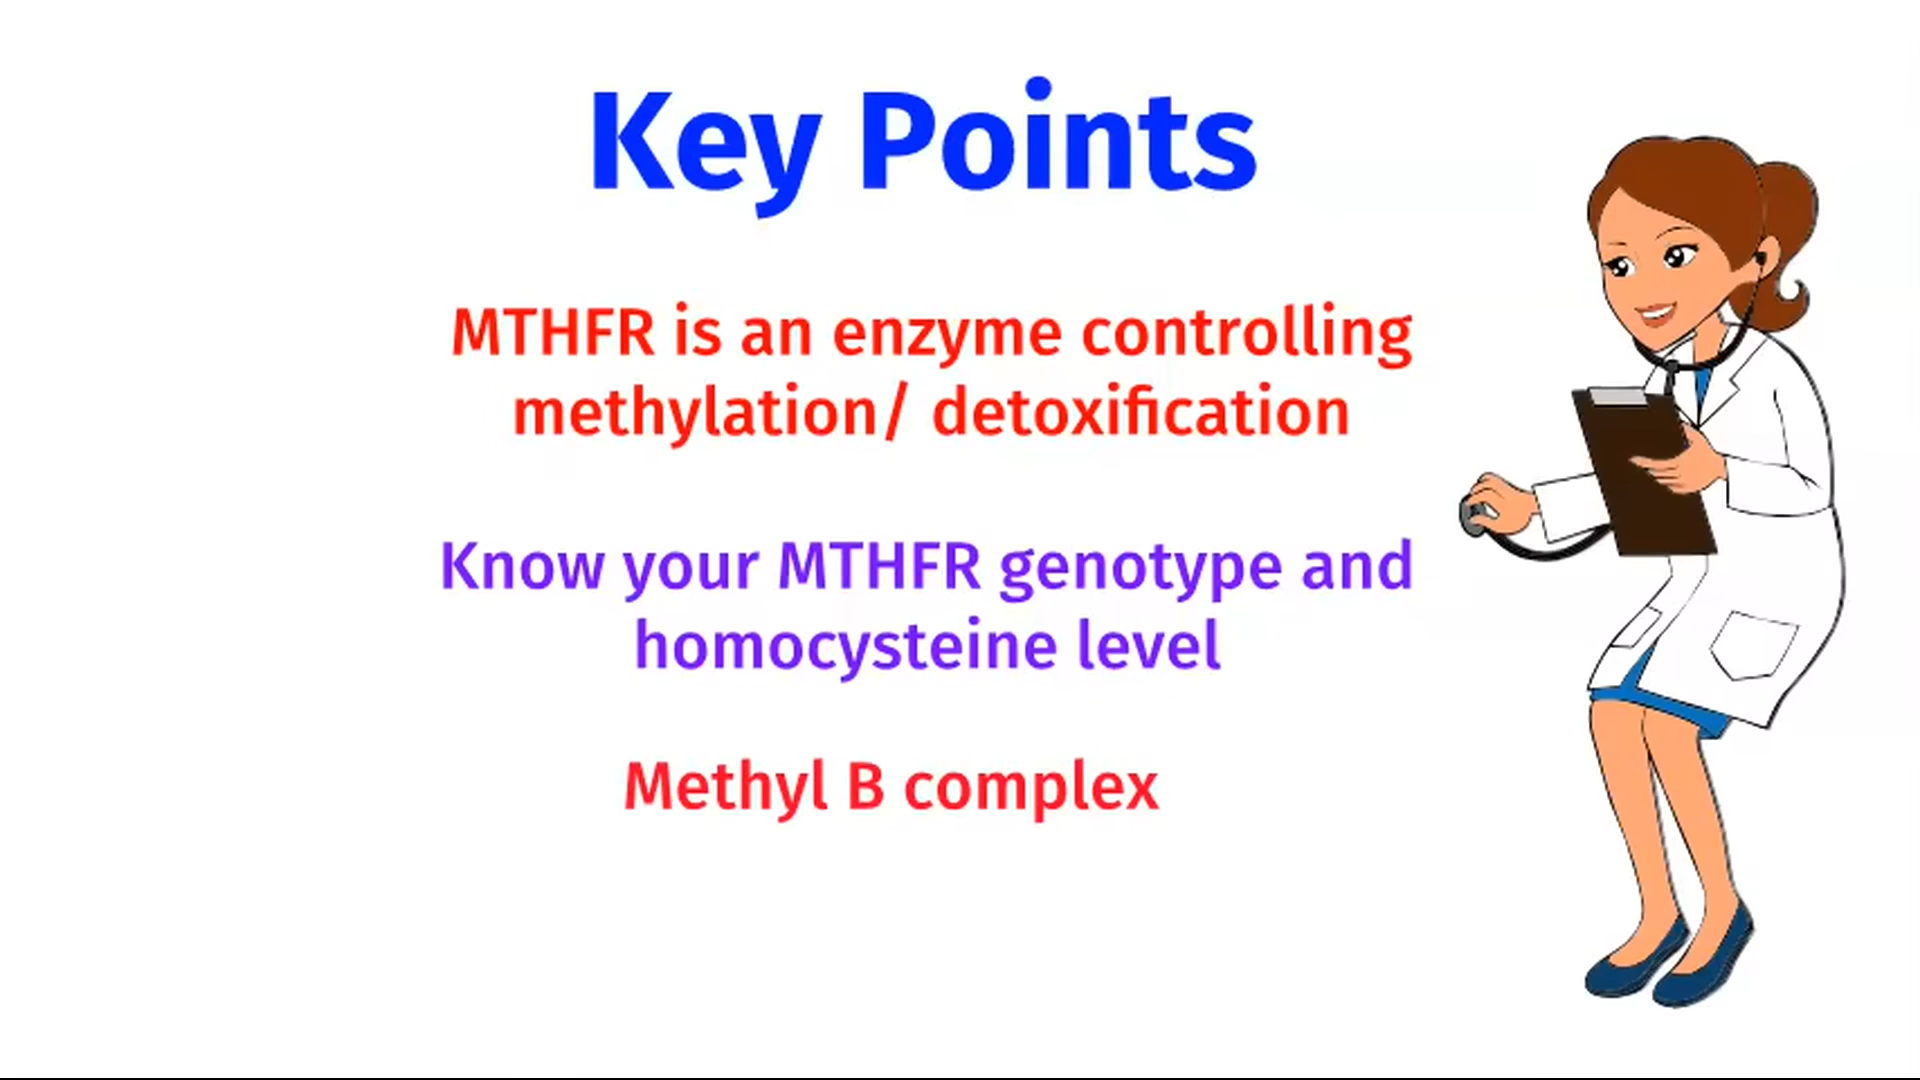 Key Points
MTHFR is an enzyme controlling
methylation/ detoxification
Know your MTHFR genotype and
homocysteine level
Methyl B complex